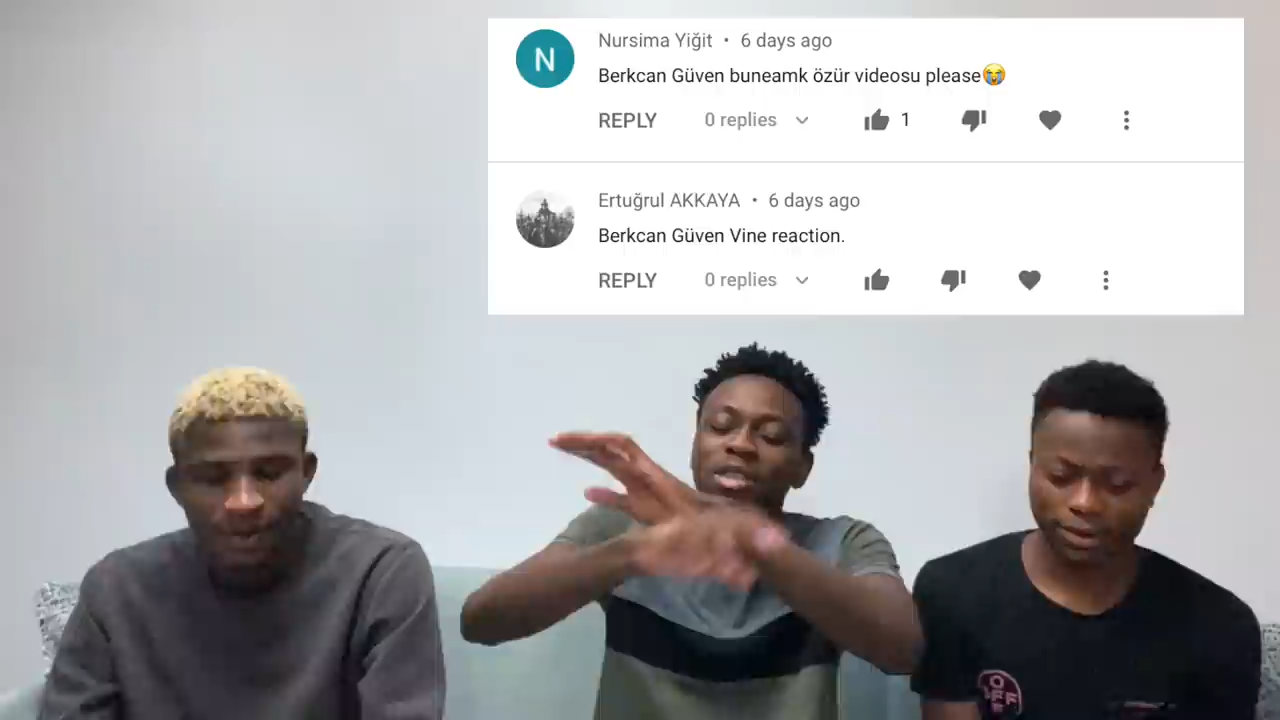 N
Nursima Yiğit • 6 days ago
Berkcan Güven buneamk özür videosu please😭
REPLY 0 replies 1
Ertuğrul AKKAYA • 6 days ago
Berkcan Güven Vine reaction.
REPLY 0 replies
OFF